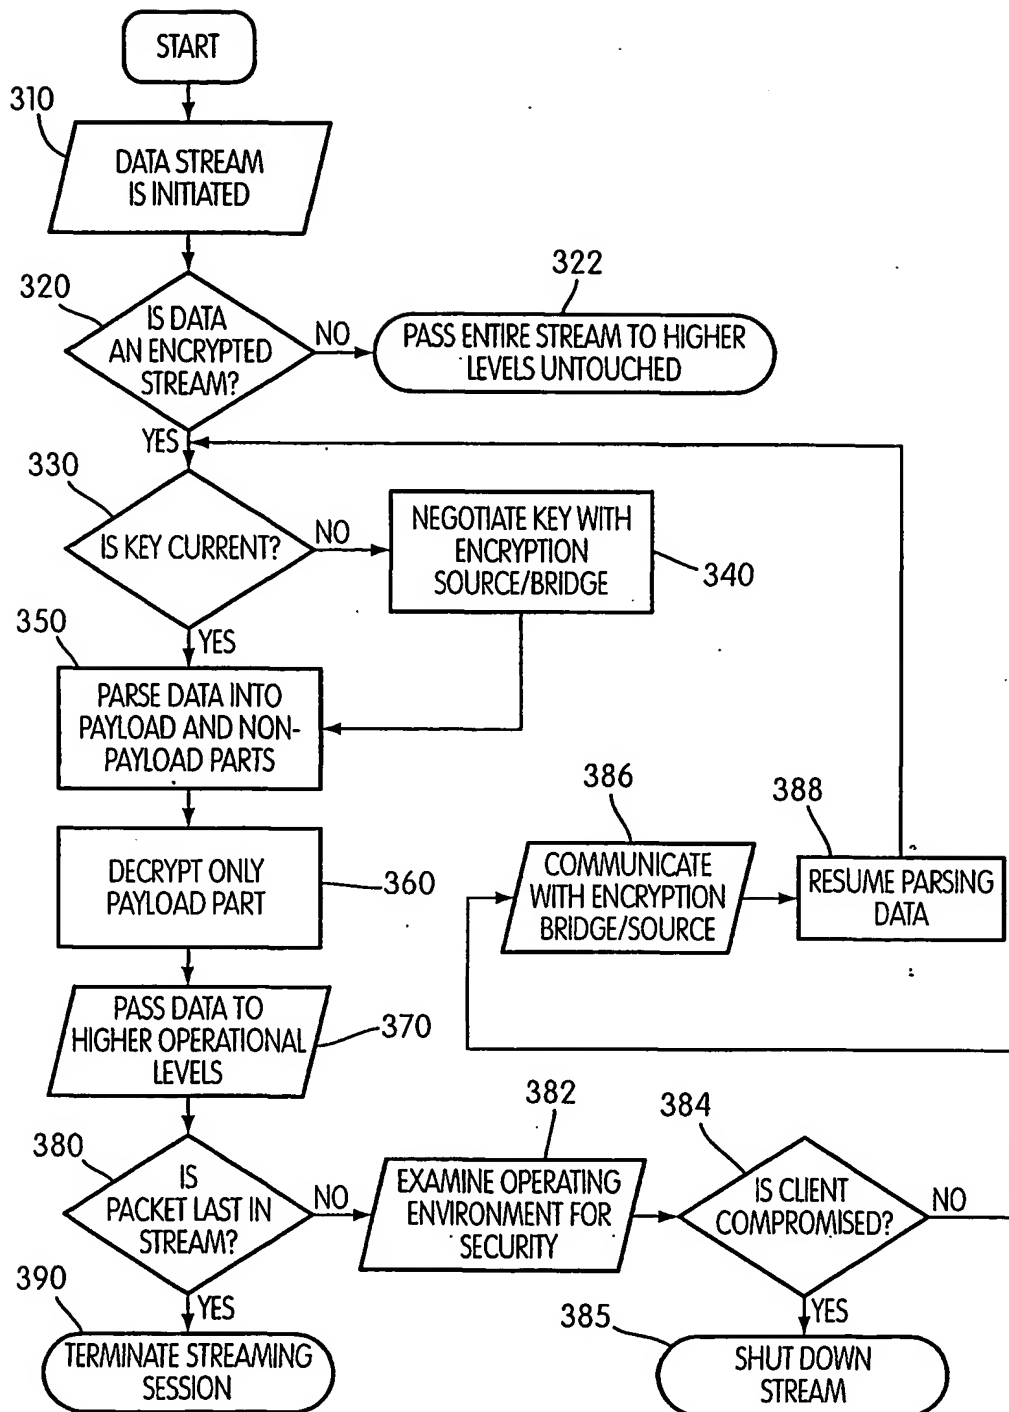 START
310
DATA STREAM
IS INITIATED
320
IS DATA
AN ENCRYPTED
STREAM?
NO
322
PASS ENTIRE STREAM TO HIGHER
LEVELS UNTOUCHED
YES
330
IS KEY CURRENT?
NO
NEGOTIATE KEY WITH
ENCRYPTION
SOURCE/BRIDGE
340
YES
350
PARSE DATA INTO
PAYLOAD AND NON-
PAYLOAD PARTS
DECRYPT ONLY
PAYLOAD PART
360
386
COMMUNICATE
WITH ENCRYPTION
BRIDGE/SOURCE
388
RESUME PARSING
DATA
PASS DATA TO
HIGHER OPERATIONAL
LEVELS
370
380
IS
PACKET LAST IN
STREAM?
NO
382
EXAMINE OPERATING
ENVIRONMENT FOR
SECURITY
384
IS CLIENT
COMPROMISED?
NO
YES
390
TERMINATE STREAMING
SESSION
YES
385
SHUT DOWN
STREAM